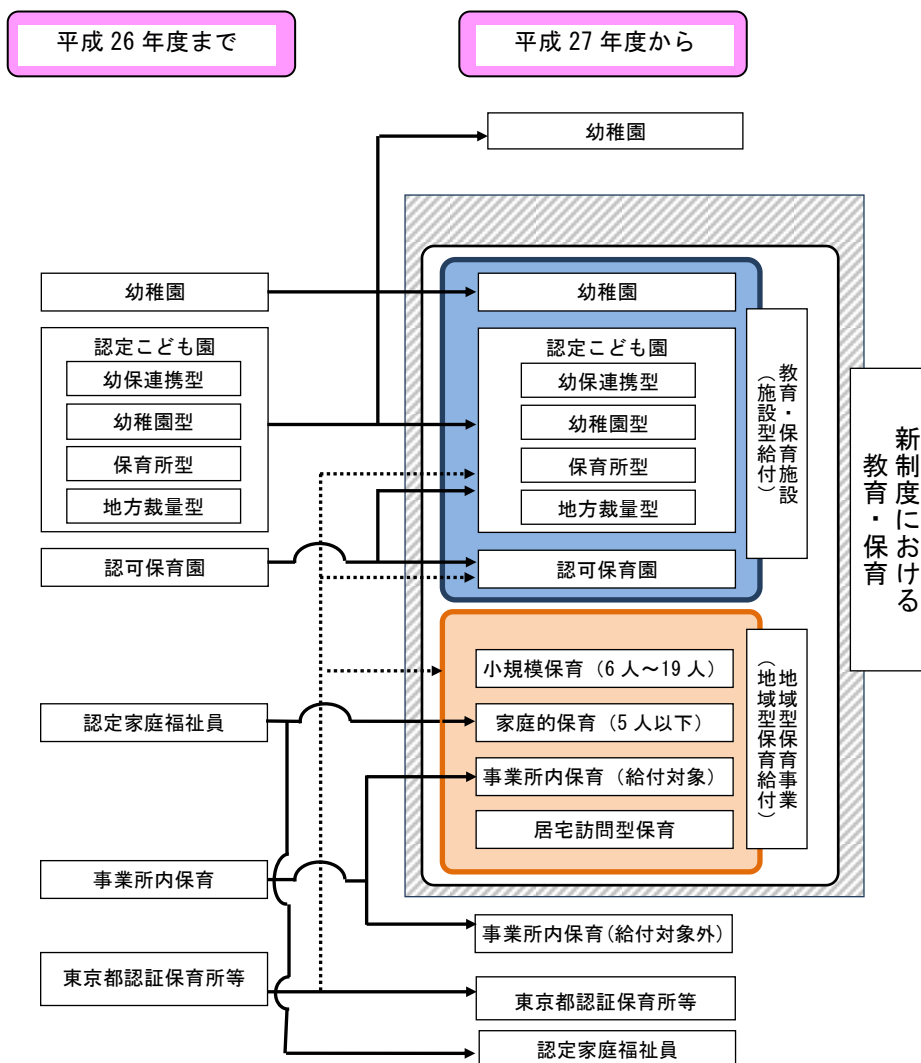 平成 26 年度まで
平成 27 年度から
幼稚園
幼稚園
認定こども園
幼保連携型
幼稚園型
保育所型
地方裁量型
認可保育園
認定家庭福祉員
事業所内保育
東京都認証保育所等
幼稚園
認定こども園
幼保連携型
幼稚園型
保育所型
地方裁量型
認可保育園
教育・保育施設
（施設型給付）
小規模保育（6 人～19 人）
家庭的保育（5 人以下）
事業所内保育（給付対象）
居宅訪問型保育
地域型保育事業
（地域型保育給付）
新制度における
教育・保育
事業所内保育（給付対象外）
東京都認証保育所等
認定家庭福祉員